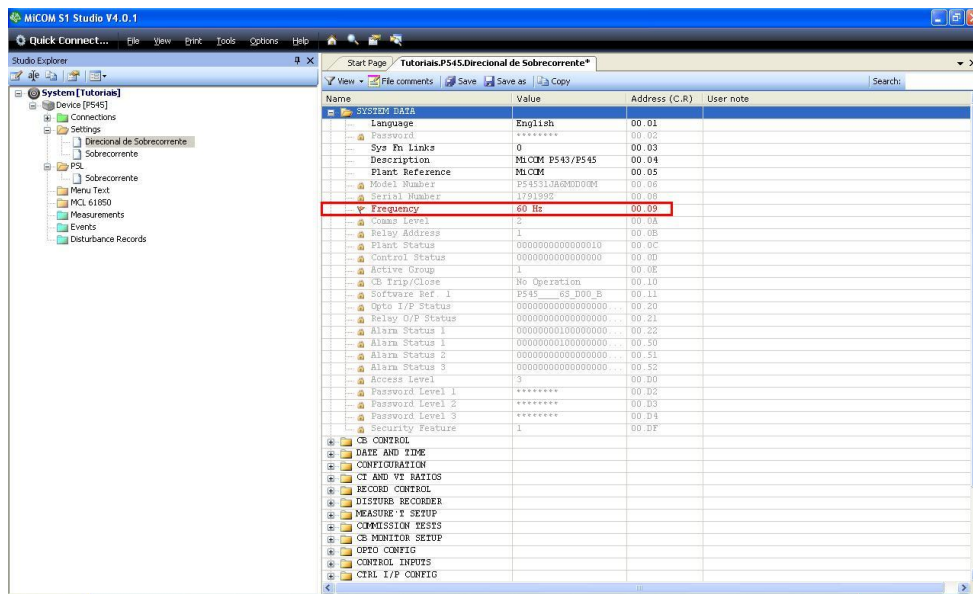 MiCOM S1 Studio V4.0.1
Quick Connect... File View Print Tools Options Help
Studio Explorer
System [Tutoriais]
Device [P545]
Connections
Settings
Direcional de Sobrecorrente
Sobrecorrente
PSL
Sobrecorrente
Menu Text
MCL 61850
Measurements
Events
Disturbance Records
Start Page Tutoriais.P545.Direcional de Sobrecorrente*
View File comments Save Save as Copy Search:
Name Value Address (C.R) User note
SYSTEM DATA
Language English 00.01
Password ******** 00.02
Sys Fn Links 0 00.03
Description MiCOM P543/P545 00.04
Plant Reference MiCOM 00.05
Model Number P54531JA6M0D00M 00.06
Serial Number 179199Z 00.08
Frequency 60 Hz 00.09
Comms Level 2 00.0A
Relay Address 1 00.0B
Plant Status 0000000000000010 00.0C
Control Status 0000000000000000 00.0D
Active Group 1 00.0E
CB Trip/Close No Operation 00.10
Software Ref. 1 P545____6S_D00_B 00.11
Opto I/P Status 0000000000000000... 00.20
Relay O/P Status 0000000000000000... 00.21
Alarm Status 1 0000000100000000... 00.22
Alarm Status 1 0000000100000000... 00.50
Alarm Status 2 0000000000000000... 00.51
Alarm Status 3 0000000000000000... 00.52
Access Level 3 00.D0
Password Level 1 ******** 00.D2
Password Level 2 ******** 00.D3
Password Level 3 ******** 00.D4
Security Feature 1 00.DF
CB CONTROL
DATE AND TIME
CONFIGURATION
CT AND VT RATIOS
RECORD CONTROL
DISTURB RECORDER
MEASURE'T SETUP
COMMISSION TESTS
CB MONITOR SETUP
OPTO CONFIG
CONTROL INPUTS
CTRL I/P CONFIG